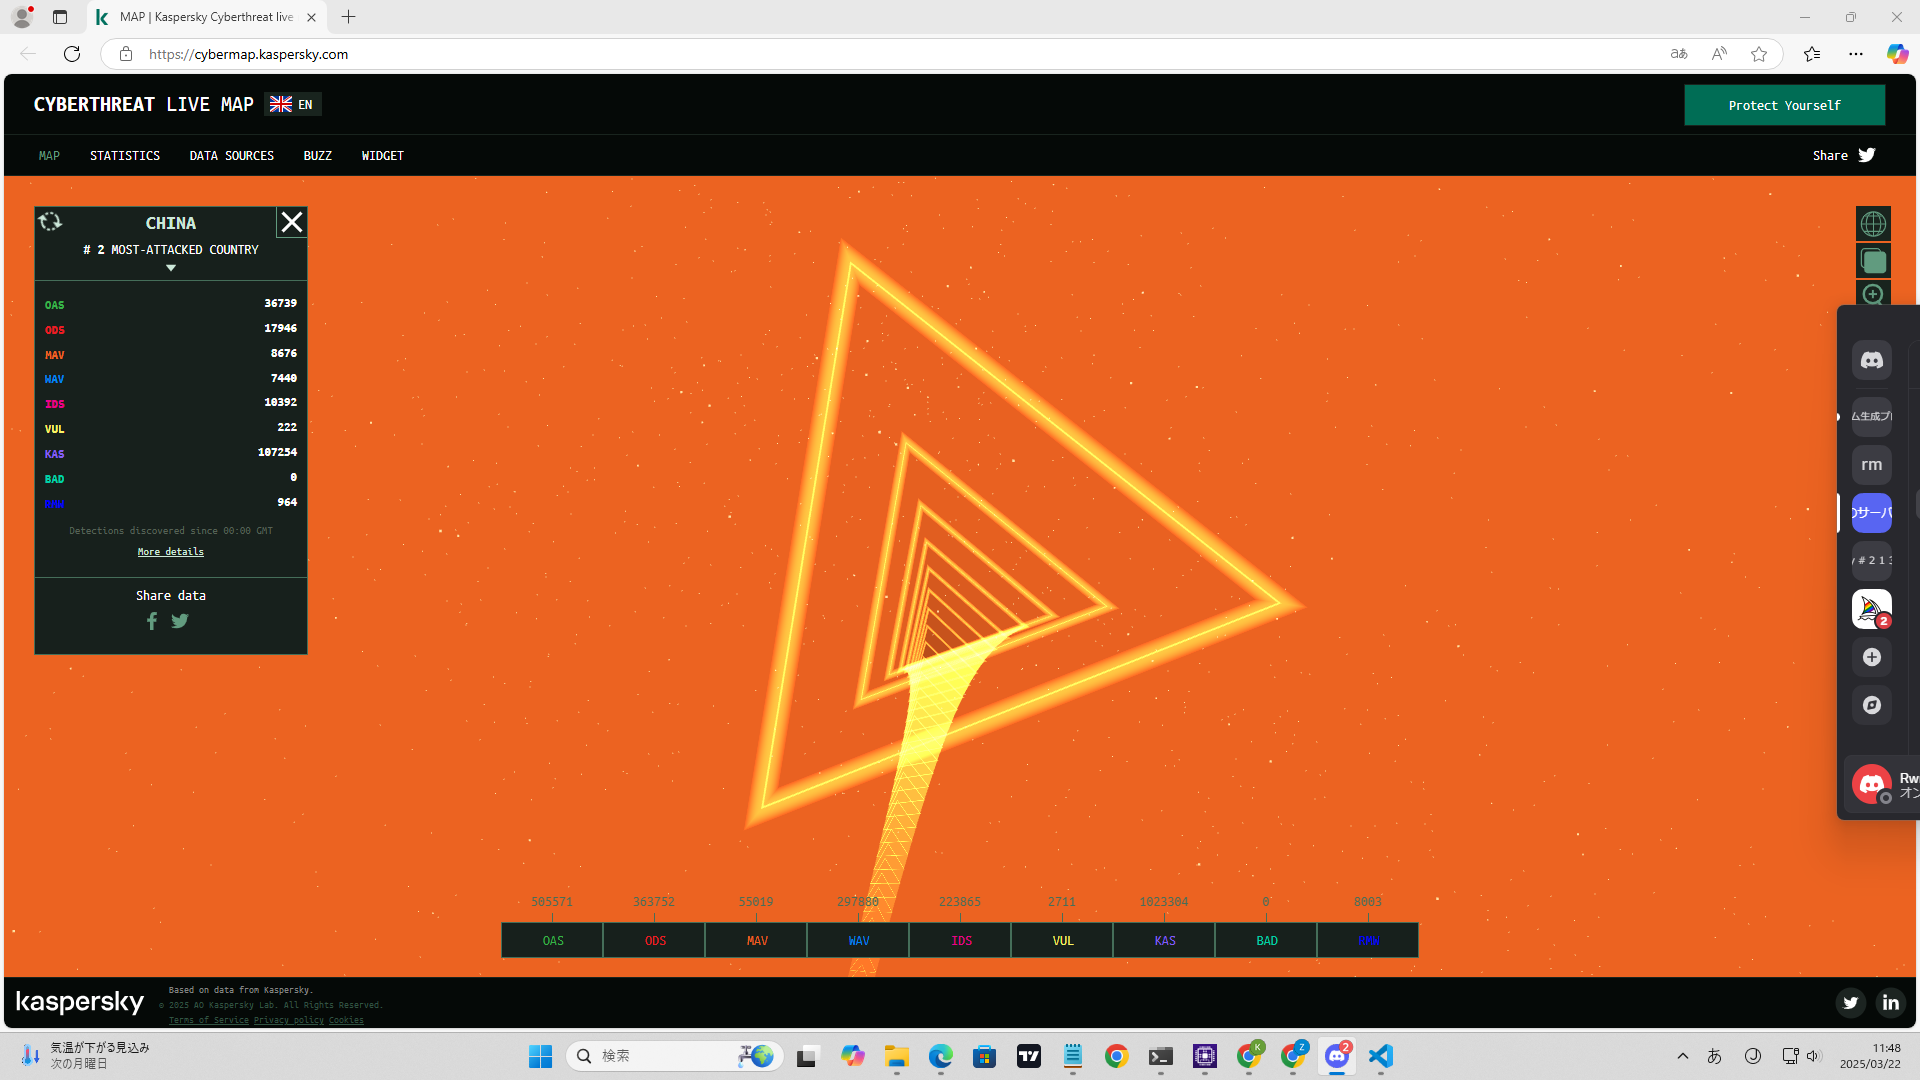 MAP | Kaspersky Cyberthreat live
https://cybermap.kaspersky.com
あ
CYBERTHREAT LIVE MAP
EN
Protect Yourself
MAP
STATISTICS
DATA SOURCES
BUZZ
WIDGET
Share
CHINA
# 2 MOST-ATTACKED COUNTRY
OAS 36739
ODS 17946
MAV 8676
WAV 7440
IDS 10392
VUL 222
KAS 107254
BAD 0
RMW 964
Detections discovered since 00:00 GMT
More details
Share data
ム生成プ
rm
のサーバ
y # 2 1 3
2
Rw
オン
505571
363752
55019
297880
223865
2711
1023304
0
8003
OAS
ODS
MAV
WAV
IDS
VUL
KAS
BAD
RMW
kaspersky
Based on data from Kaspersky.
© 2025 AO Kaspersky Lab. All Rights Reserved.
Terms of Service Privacy policy Cookies
気温が下がる見込み
次の月曜日
検索
K
Z
2
あ
11:48
2025/03/22